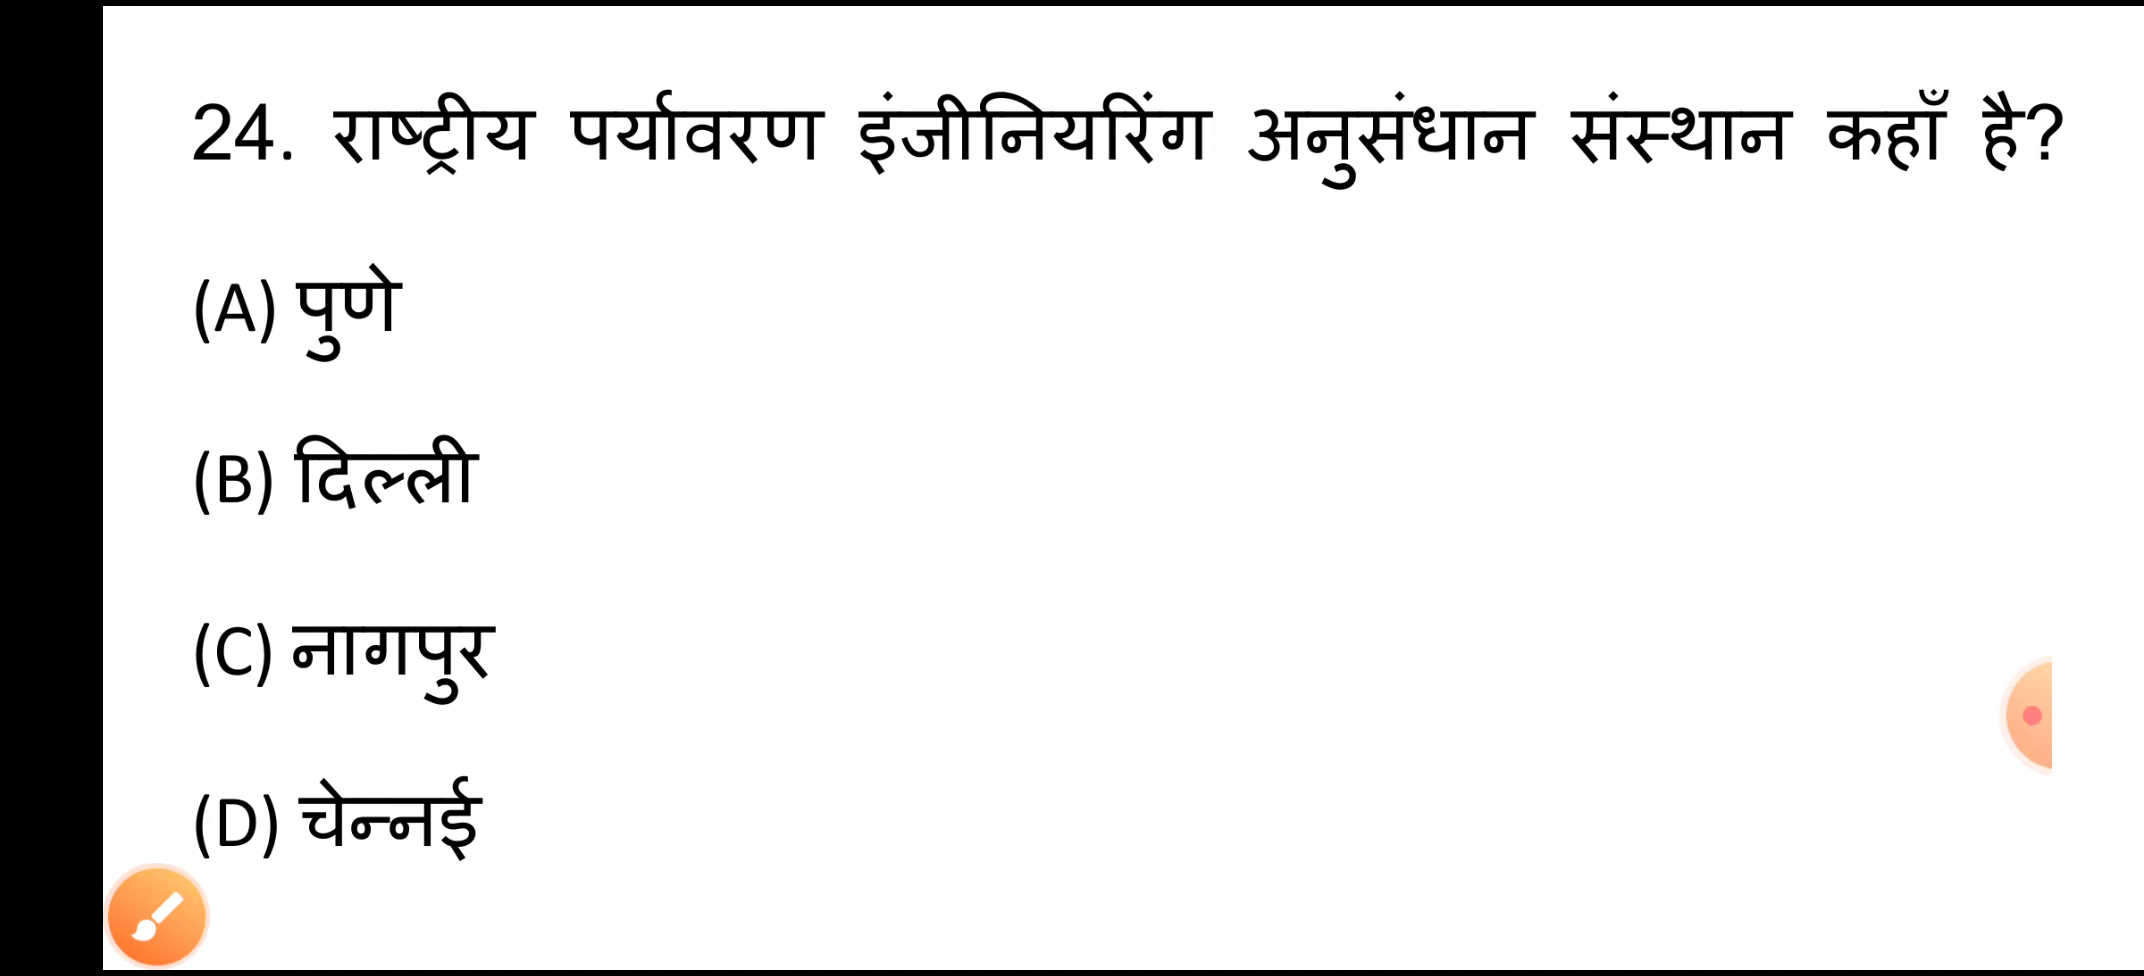 24. राष्ट्रीय पर्यावरण इंजीनियरिंग अनुसंधान संस्थान कहाँ है?
(A) पुणे
(B) दिल्ली
(C) नागपुर
(D) चेन्नई